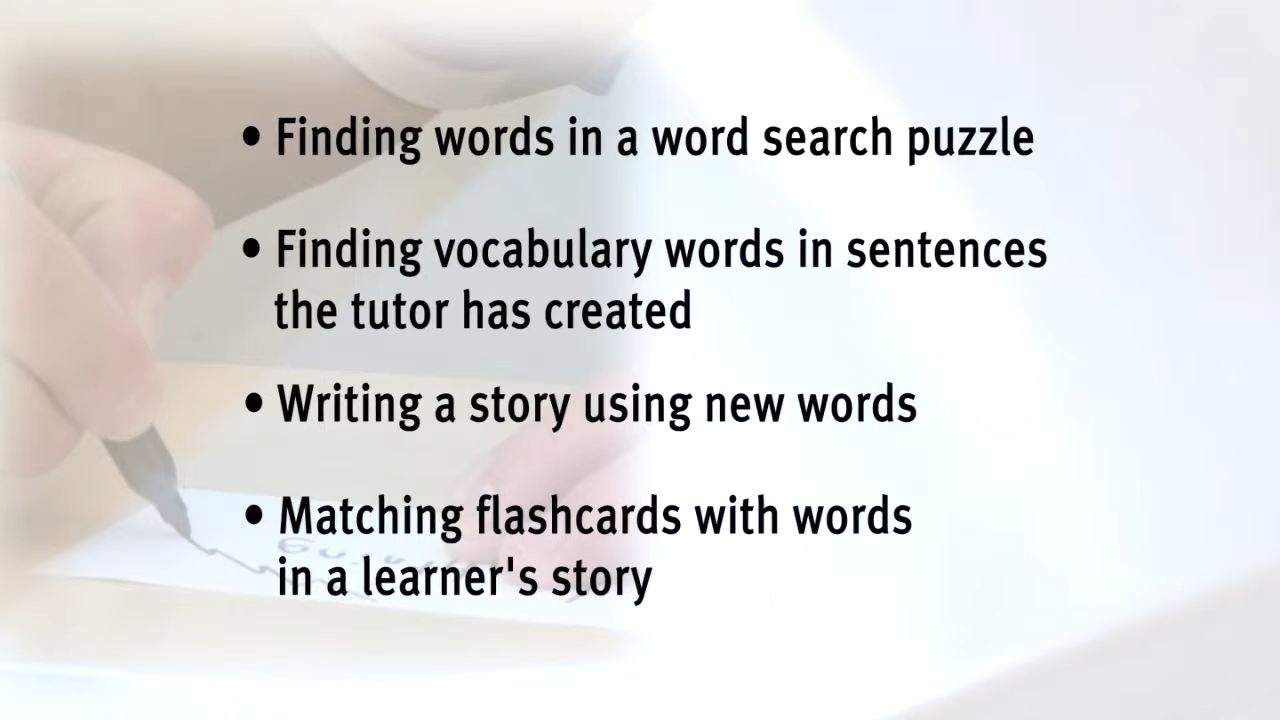 • Finding words in a word search puzzle
• Finding vocabulary words in sentences
the tutor has created
• Writing a story using new words
• Matching flashcards with words
in a learner's story